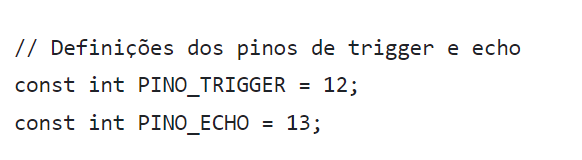 // Definições dos pinos de trigger e echo
const int PINO_TRIGGER = 12;
const int PINO_ECHO = 13;